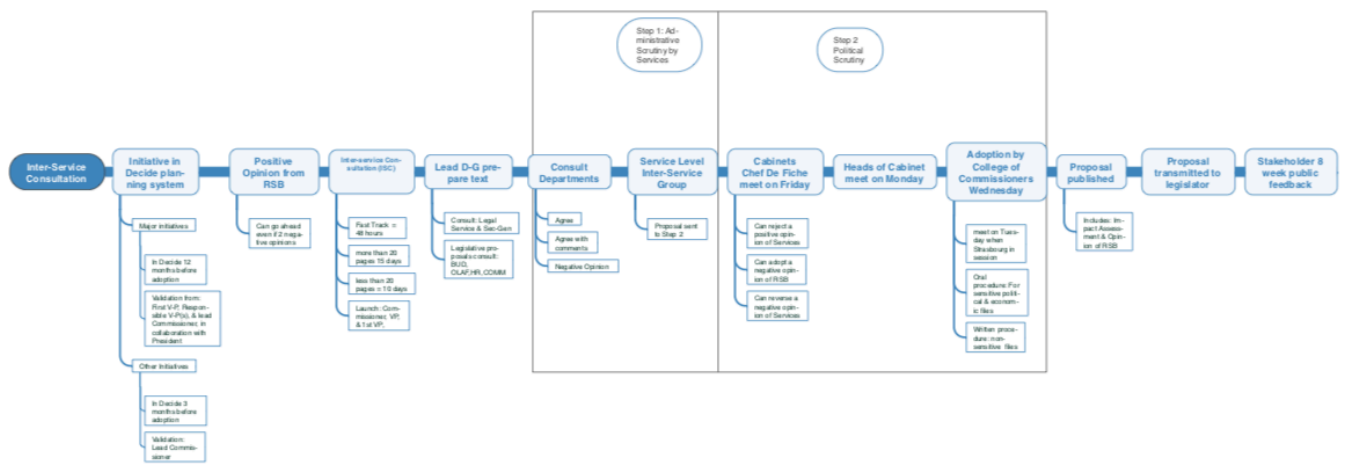 Step 1: Ad-
ministrative
Scrutiny by
Services
Step 2
Political
Scrutiny
Inter-Service
Consultation
Initiative in
Decide plan-
ning system
Major initiatives
In Decide 12
months before
adoption
Validation from:
First V-P, Respon-
sible V-P(s), & lead
Commissioner, in
collaboration with
President
Other Initiatives
In Decide 3
months before
adoption
Validation:
Lead Commis-
sioner
Positive
Opinion from
RSB
Can go ahead
even if 2 nega-
tive opinions
Inter-service Con-
sultation (ISC)
Fast Track =
48 hours
more than 20
pages 15 days
less than 20
pages = 10 days
Launch: Com-
missioner, VP,
& 1st VP,
Lead D-G pre-
pare text
Consult: Legal
Service & Sec-Gen
Legislative pro-
posals consult:
BUD,
OLAF,HR,COMM
Consult
Departments
Agree
Agree with
comments
Negative Opinion
Service Level
Inter-Service
Group
Proposal sent
to Step 2
Cabinets
Chef De Fiche
meet on Friday
Can reject a
positive opin-
ion of Services
Can adopt a
negative opin-
ion of RSB
Can reverse a
negative opin-
ion of Services
Heads of Cabinet
meet on Monday
Adoption by
College of
Commissioners
Wednesday
meet on Tues-
day when
Strasbourg in
session
Oral
procedure: For
sensitive politi-
cal & econom-
ic files
Written proce-
dure: non-
sensitive files
Proposal
published
Includes: Im-
pact Assess-
ment & Opin-
ion of RSB
Proposal
transmitted to
legislator
Stakeholder 8
week public
feedback